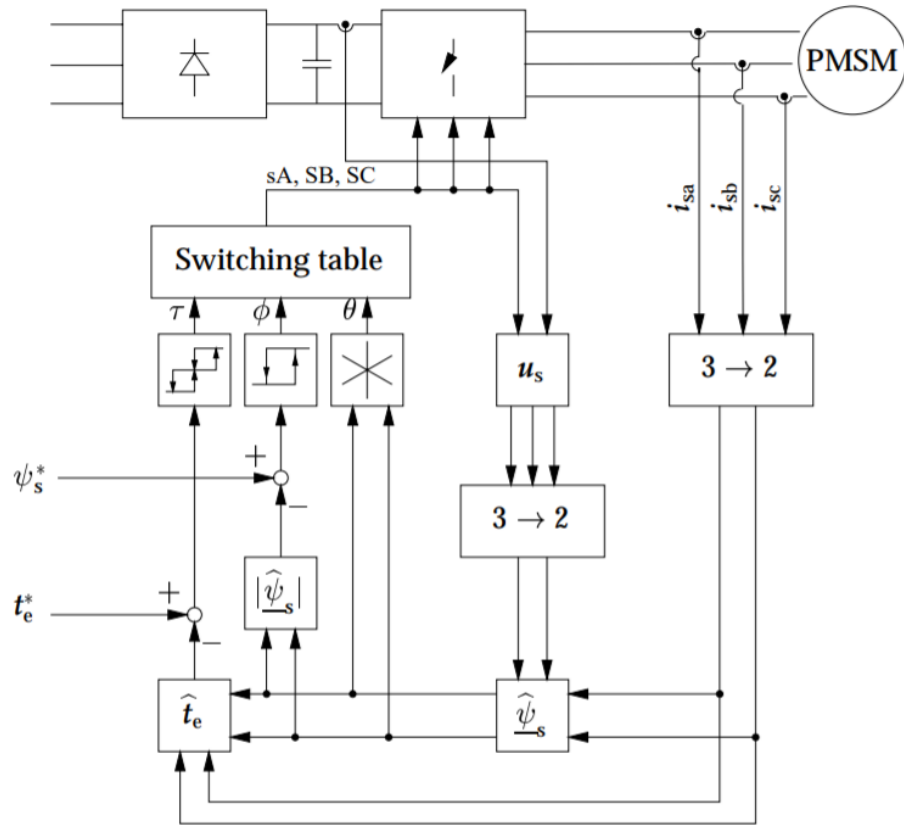 PMSM
sA, SB, SC
i_sa
i_sb
i_sc
Switching table
τ
ϕ
θ
u_s
3 → 2
+
ψ_s^*
−
3 → 2
|ψ̂_s|
+
t_e^*
−
t̂_e
ψ̂_s